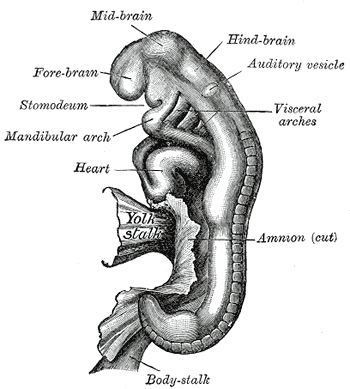 Mid-brain
Hind-brain
Fore-brain
Auditory vesicle
Stomodeum
Visceral
arches
Mandibular arch
Heart
Yolk
stalk
Amnion (cut)
Body-stalk